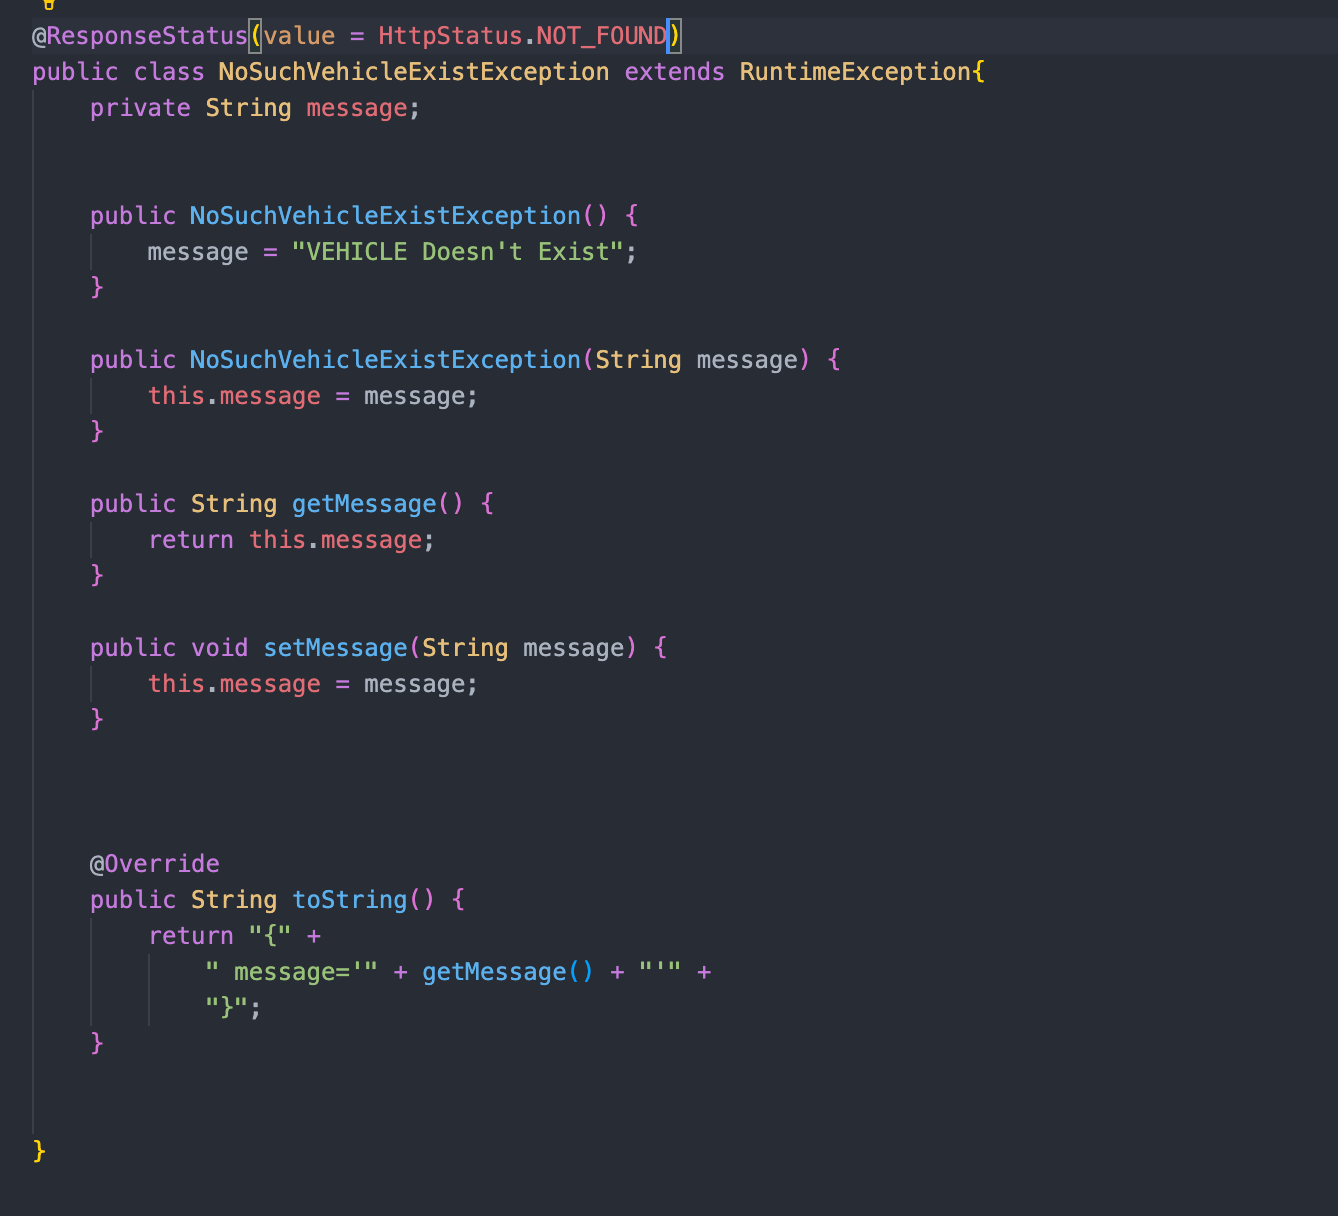 @ResponseStatus(value = HttpStatus.NOT_FOUND)
public class NoSuchVehicleExistException extends RuntimeException{
    private String message;
    public NoSuchVehicleExistException() {
        message = "VEHICLE Doesn't Exist";
    }
    public NoSuchVehicleExistException(String message) {
        this.message = message;
    }
    public String getMessage() {
        return this.message;
    }
    public void setMessage(String message) {
        this.message = message;
    }
    @Override
    public String toString() {
        return "{" +
            " message='" + getMessage() + "'" +
            "}";
    }
}